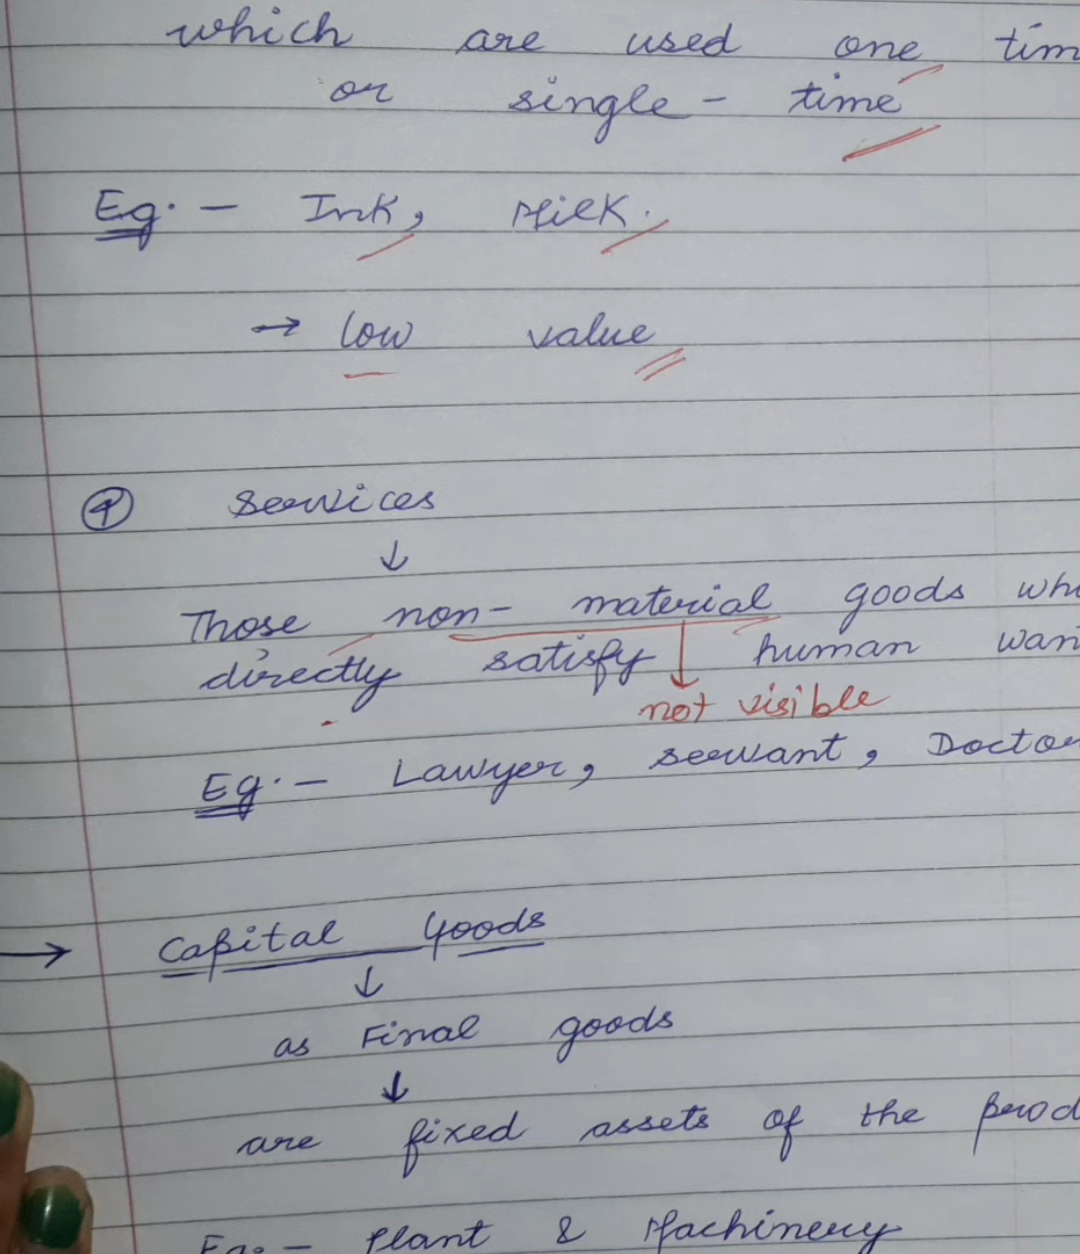 which are used one tim
or single - time
Eg. - Ink, Milk.
→ low value
④ Services
↓
Those non- material goods whi
directly satisfy human wan
not visible
Eg. - Lawyer, servant, Docto
→ Capital Goods
↓
as Final goods
↓
are fixed assets of the prod
Eg. - Plant & Machinery